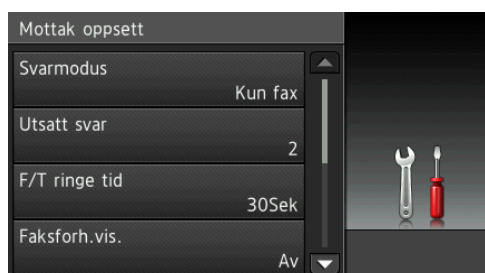 Mottak oppsett
Svarmodus
Kun fax
Utsatt svar
2
F/T ringe tid
30Sek
Faksforh.vis.
Av